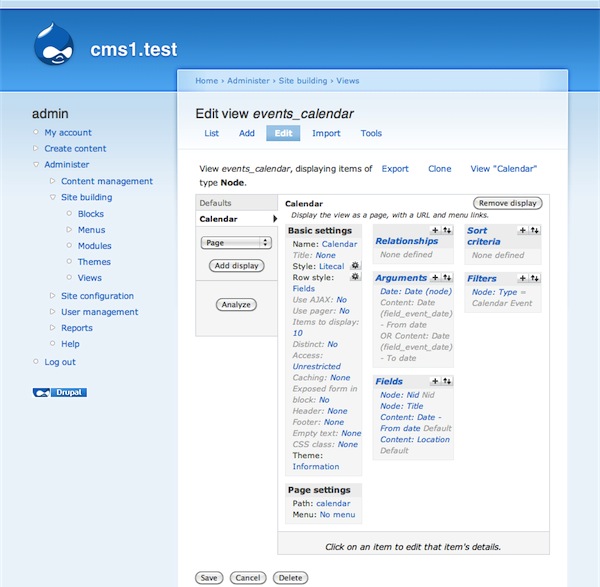 cms1.test
Home › Administer › Site building › Views
admin
My account
Create content
Administer
Content management
Site building
Blocks
Menus
Modules
Themes
Views
Site configuration
User management
Reports
Help
Log out
Drupal
Edit view events_calendar
List Add Edit Import Tools
View events_calendar, displaying items of
type Node.
Export Clone View "Calendar"
Defaults
Calendar
Page
Add display
Analyze
Calendar
Remove display
Display the view as a page, with a URL and menu links.
Basic settings
Name: Calendar
Title: None
Style: Litecal
Row style:
Fields
Use AJAX: No
Use pager: No
Items to display:
10
Distinct: No
Access:
Unrestricted
Caching: None
Exposed form in
block: No
Header: None
Footer: None
Empty text: None
CSS class: None
Theme:
Information
Page settings
Path: calendar
Menu: No menu
Relationships
None defined
Arguments
Date: Date (node)
Content: Date
(field_event_date)
- From date
OR Content: Date
(field_event_date)
- To date
Fields
Node: Nid Nid
Node: Title
Content: Date -
From date Default
Content: Location
Default
Sort
criteria
None defined
Filters
Node: Type =
Calendar Event
Click on an item to edit that item's details.
Save Cancel Delete